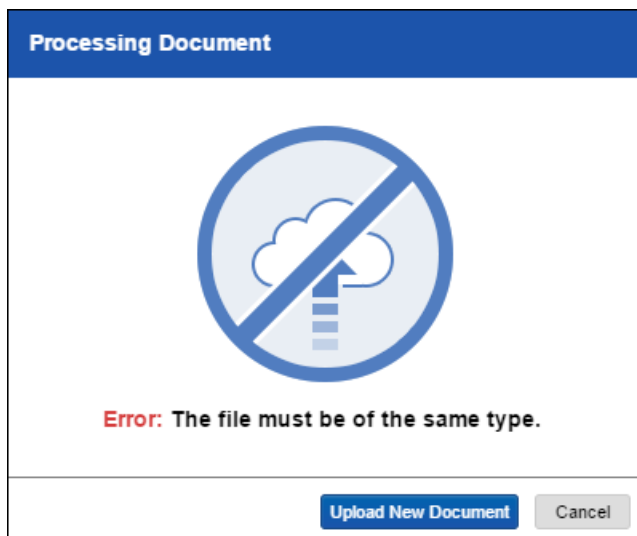 Processing Document
Error: The file must be of the same type.
Upload New Document
Cancel